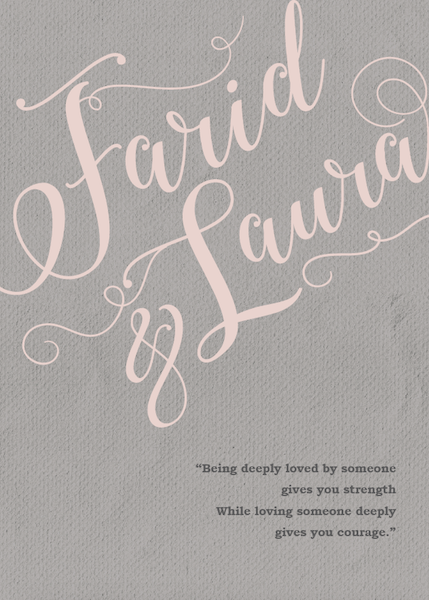 Farid
& Laura
“Being deeply loved by someone
gives you strength
While loving someone deeply
gives you courage.”